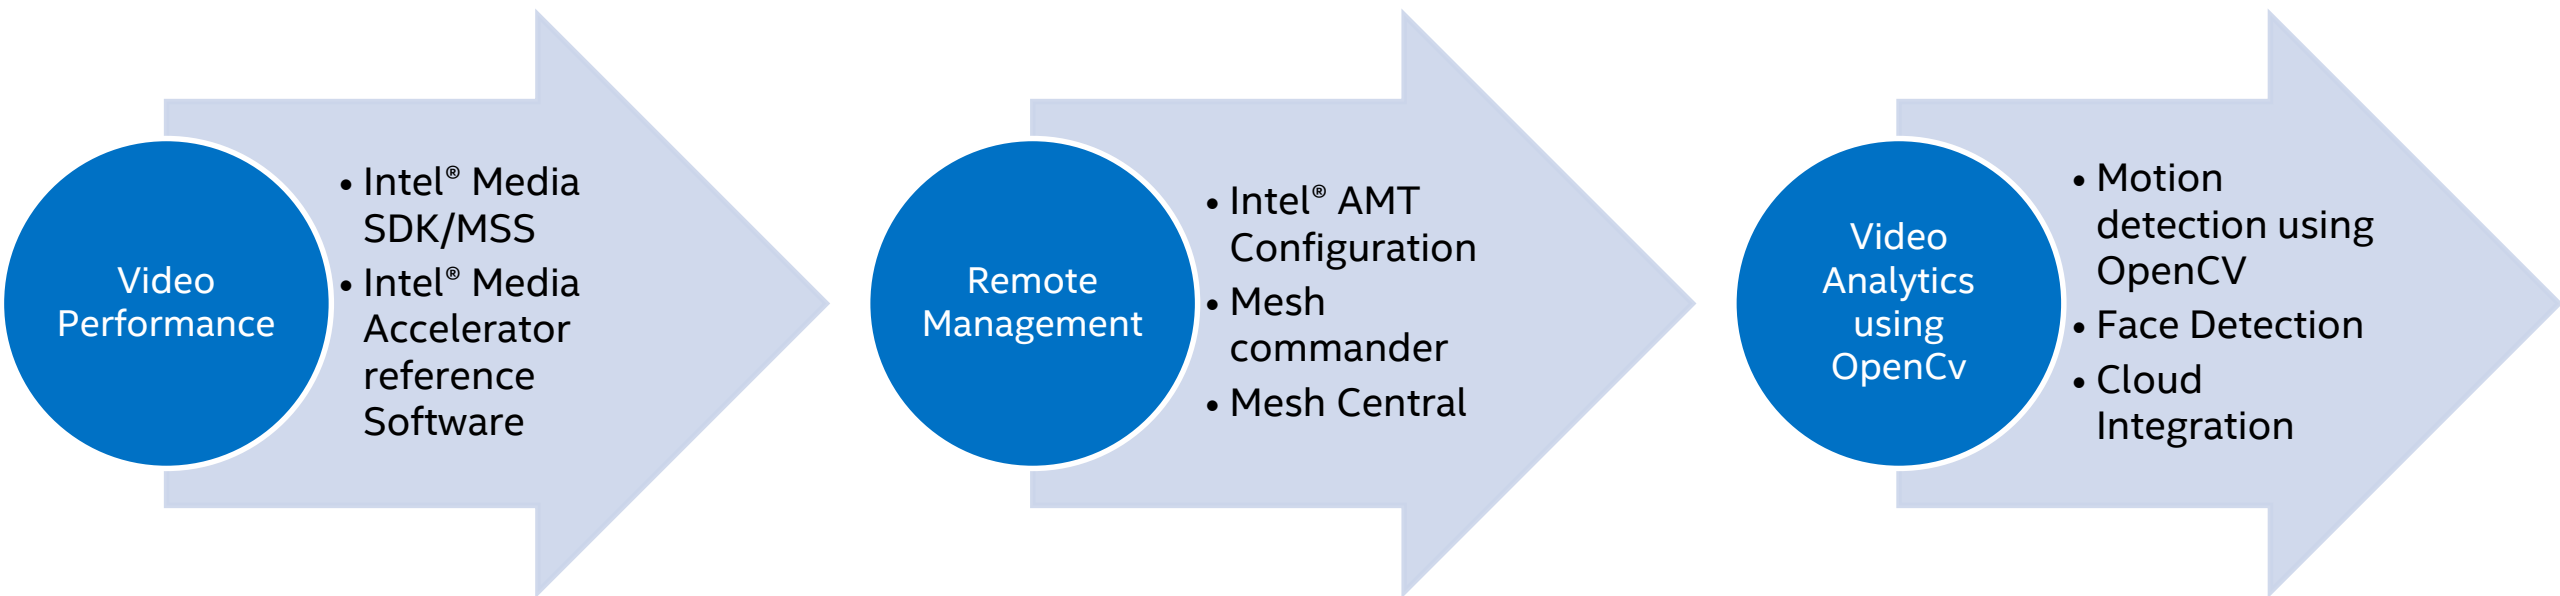 Video
Performance
• Intel® Media
SDK/MSS
• Intel® Media
Accelerator
reference
Software
Remote
Management
• Intel® AMT
Configuration
• Mesh
commander
• Mesh Central
Video
Analytics
using
OpenCv
• Motion
detection using
OpenCV
• Face Detection
• Cloud
Integration